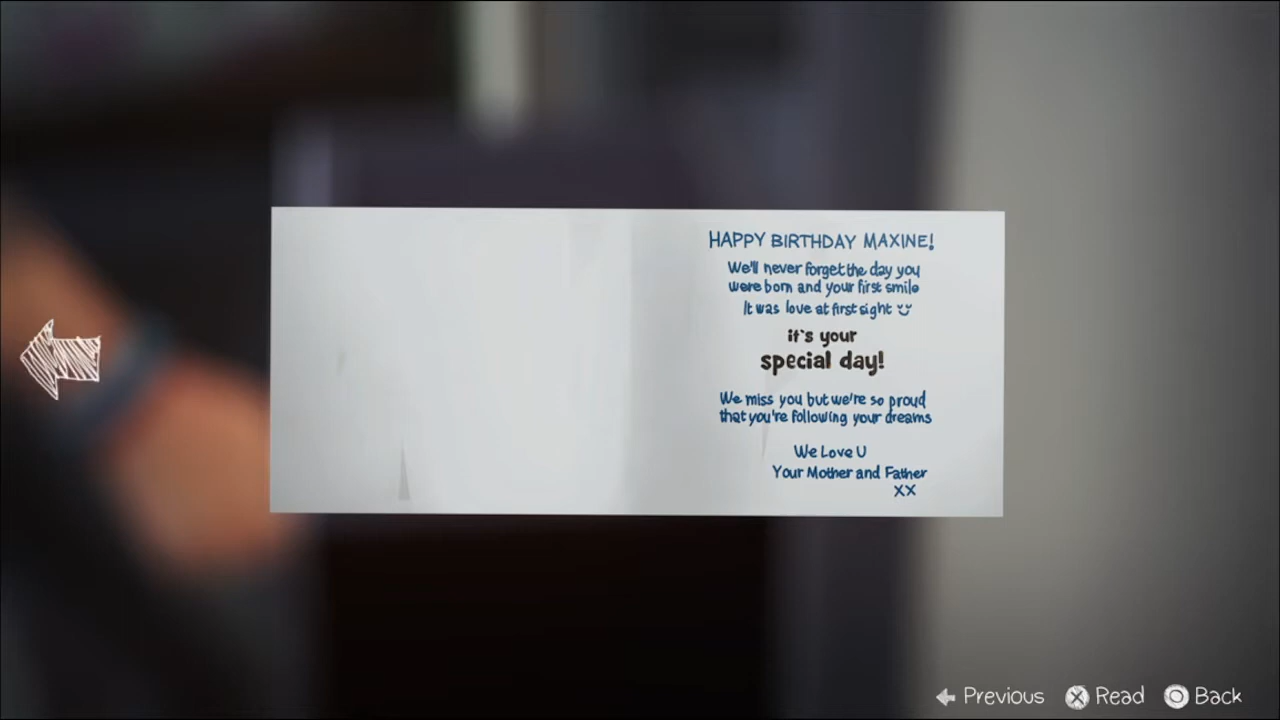 HAPPY BIRTHDAY MAXINE!
We'll never forget the day you
were born and your first smile
It was love at first sight
it's your
special day!
We miss you but we're so proud
that you're following your dreams
We Love U
Your Mother and Father
XX
Previous Read Back